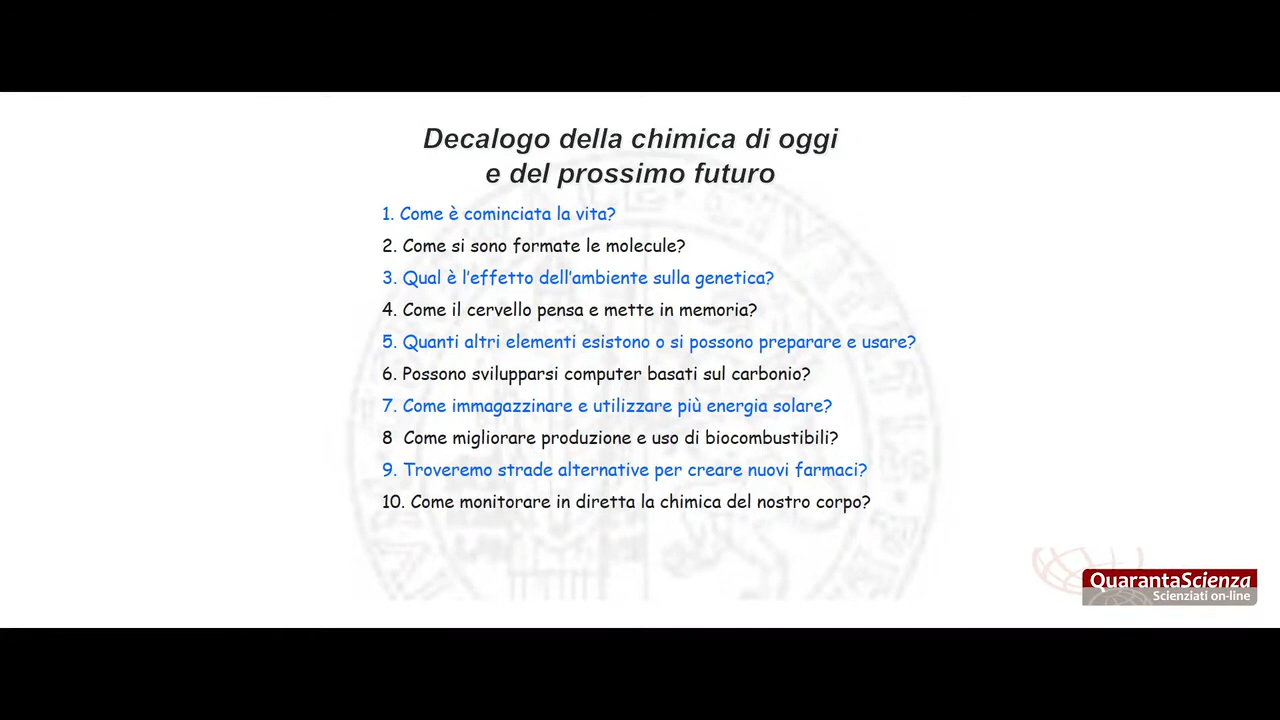 Decalogo della chimica di oggi
e del prossimo futuro
1. Come è cominciata la vita?
2. Come si sono formate le molecule?
3. Qual è l'effetto dell'ambiente sulla genetica?
4. Come il cervello pensa e mette in memoria?
5. Quanti altri elementi esistono o si possono preparare e usare?
6. Possono svilupparsi computer basati sul carbonio?
7. Come immagazzinare e utilizzare più energia solare?
8  Come migliorare produzione e uso di biocombustibili?
9. Troveremo strade alternative per creare nuovi farmaci?
10. Come monitorare in diretta la chimica del nostro corpo?
QuarantaScienza
Scienziati on-line